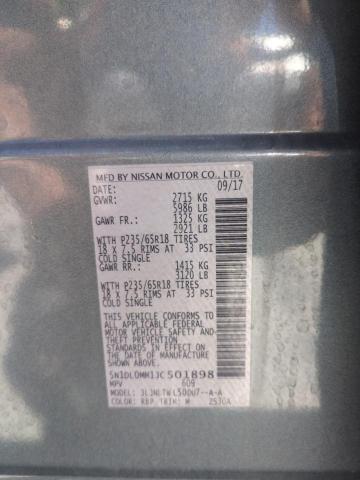 MFD BY NISSAN MOTOR CO., LTD.
DATE: 09/17
GVWR: 2715 KG
5986 LB
GAWR FR.: 1325 KG
2921 LB
WITH P235/65R18 TIRES
18 X 7.5 RIMS AT 33 PSI
COLD SINGLE
GAWR RR.: 1415 KG
3120 LB
WITH P235/65R18 TIRES
18 X 7.5 RIMS AT 33 PSI
COLD SINGLE
THIS VEHICLE CONFORMS TO
ALL APPLICABLE FEDERAL
MOTOR VEHICLE SAFETY
AND THEFT-PREVENTION
STANDARDS IN EFFECT ON
THE DATE OF MANUFACTURE
SHOWN ABOVE.
5N1DL0MM1JC501898
MPV 609
MODEL:
COLOR: RBP TRIM: W